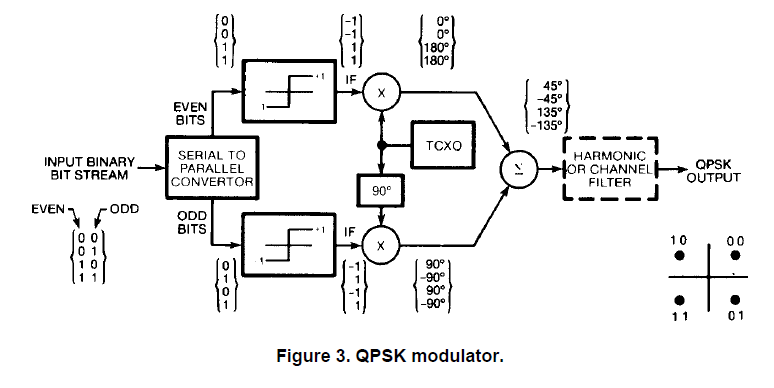 0
0
1
1
-1
-1
1
1
0°
0°
180°
180°
+1
-1
IF
X
45°
-45°
135°
-135°
EVEN
BITS
TCXO
INPUT BINARY
BIT STREAM
SERIAL TO
PARALLEL
CONVERTOR
90°
Σ
HARMONIC
OR CHANNEL
FILTER
QPSK
OUTPUT
EVEN
ODD
0 0
0 1
1 0
1 1
ODD
BITS
+1
-1
IF
X
0
1
0
1
-1
1
-1
1
90°
-90°
90°
-90°
10 00
11 01
Figure 3. QPSK modulator.